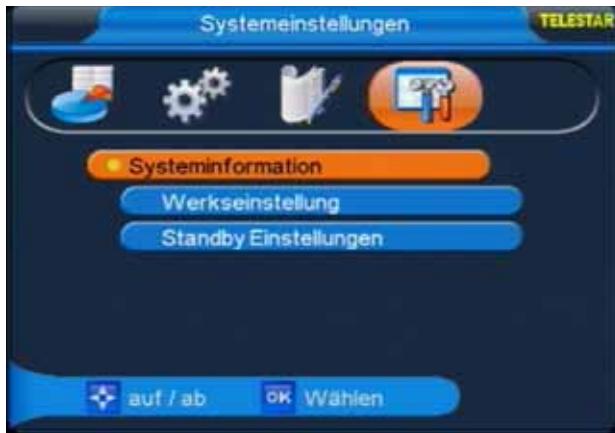 Systemeinstellungen
TELESTAR
Systeminformation
Werkseinstellung
Standby Einstellungen
auf / ab
OK Wählen